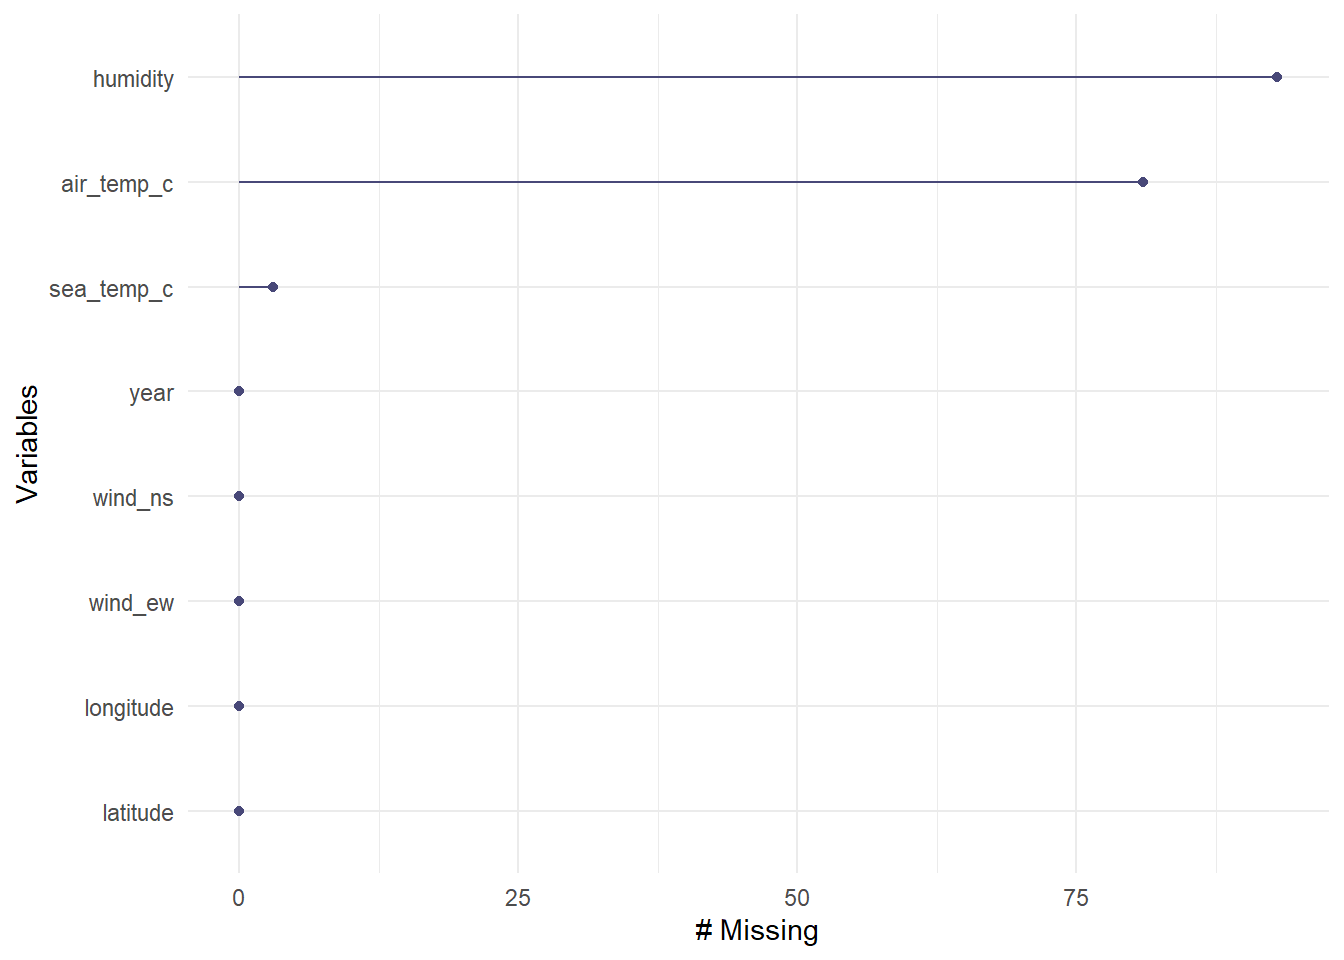 humidity
air_temp_c
sea_temp_c
year
wind_ns
wind_ew
longitude
latitude
Variables
0 25 50 75
# Missing